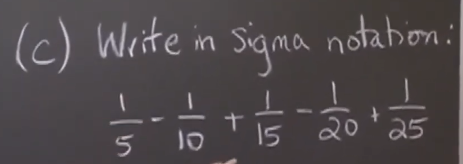 (c) Write in Sigma notation:
1/5 - 1/10 + 1/15 - 1/20 + 1/25